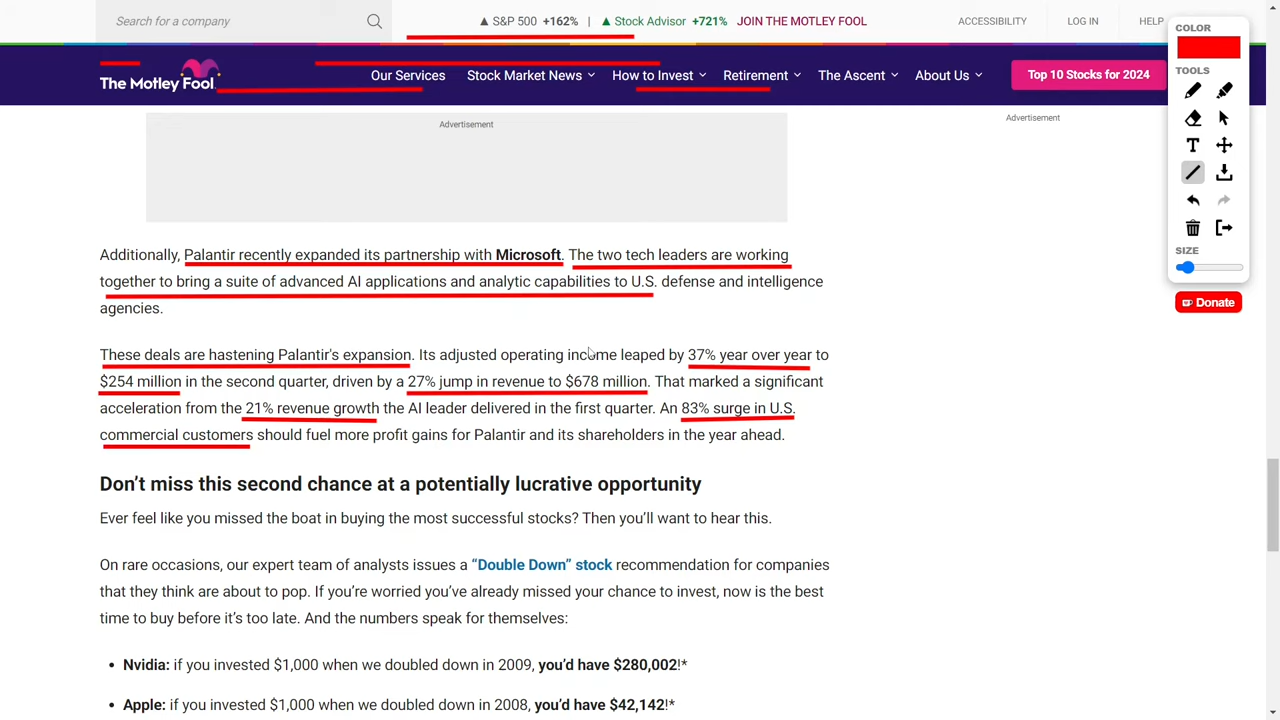 Search for a company
▲ S&P 500 +162% | ▲ Stock Advisor +721% JOIN THE MOTLEY FOOL
ACCESSIBILITY LOG IN HELP
The Motley Fool.
Our Services Stock Market News How to Invest Retirement The Ascent About Us
Top 10 Stocks for 2024
COLOR
TOOLS
T
SIZE
Donate
Advertisement
Advertisement
Additionally, Palantir recently expanded its partnership with Microsoft. The two tech leaders are working
together to bring a suite of advanced AI applications and analytic capabilities to U.S. defense and intelligence
agencies.
These deals are hastening Palantir's expansion. Its adjusted operating income leaped by 37% year over year to
$254 million in the second quarter, driven by a 27% jump in revenue to $678 million. That marked a significant
acceleration from the 21% revenue growth the AI leader delivered in the first quarter. An 83% surge in U.S.
commercial customers should fuel more profit gains for Palantir and its shareholders in the year ahead.
Don’t miss this second chance at a potentially lucrative opportunity
Ever feel like you missed the boat in buying the most successful stocks? Then you’ll want to hear this.
On rare occasions, our expert team of analysts issues a “Double Down” stock recommendation for companies
that they think are about to pop. If you’re worried you’ve already missed your chance to invest, now is the best
time to buy before it’s too late. And the numbers speak for themselves:
• Nvidia: if you invested $1,000 when we doubled down in 2009, you’d have $280,002!*
• Apple: if you invested $1,000 when we doubled down in 2008, you’d have $42,142!*